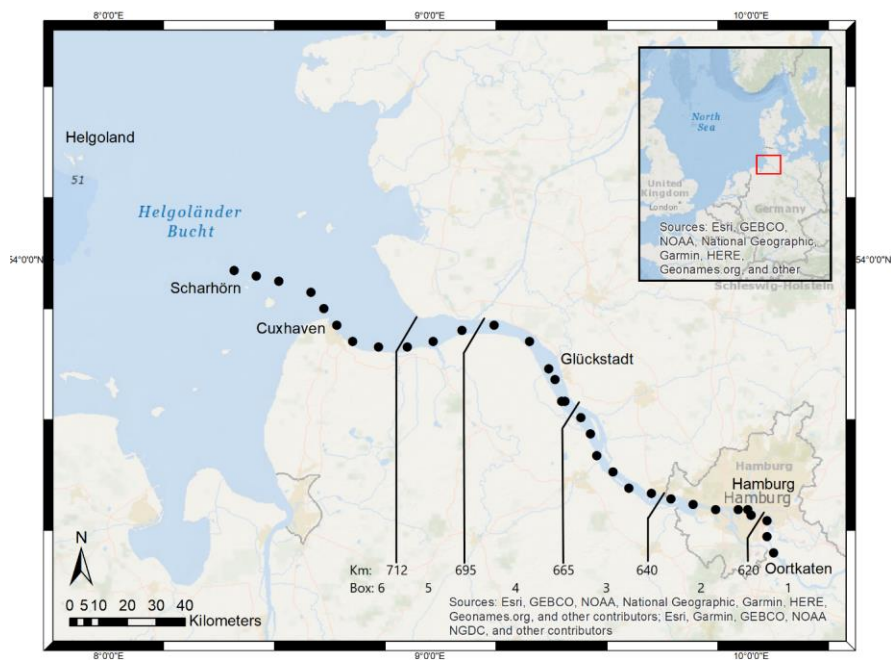 8°0'0"E
9°0'0"E
10°0'0"E
Helgoland
51
Helgoländer
Bucht
North
Sea
United
Kingdom
London
Germany
Sources: Esri, GEBCO,
NOAA, National Geographic,
Garmin, HERE,
Geonames.org, and other
54°0'0"N
54°0'0"N
Schleswig-Holstein
Scharhörn
Cuxhaven
Glückstadt
Hamburg
Hamburg
Hamburg
N
Km: 712 695 665 640 620 Oortkaten
Box: 6 5 4 3 2 1
0 5 10 20 30 40
Kilometers
Sources: Esri, GEBCO, NOAA, National Geographic, Garmin, HERE,
Geonames.org, and other contributors; Esri, Garmin, GEBCO, NOAA
NGDC, and other contributors
8°0'0"E
9°0'0"E
10°0'0"E